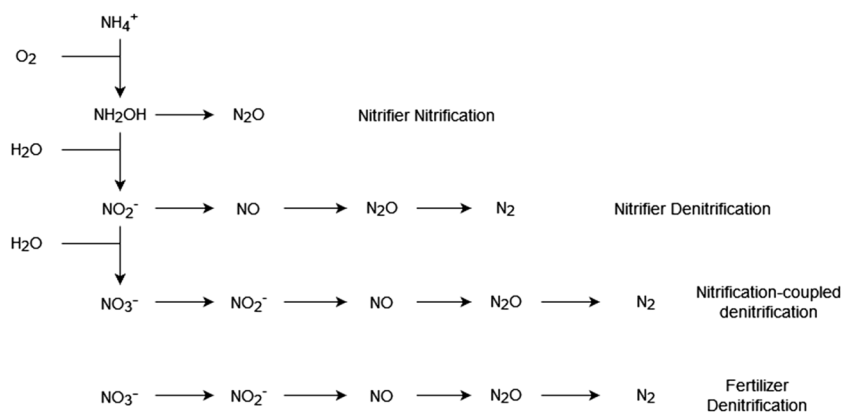 NH₄⁺
O₂
NH2OH N₂O Nitrifier Nitrification
H₂O
NO₂⁻ NO N₂O N₂ Nitrifier Denitrification
H₂O
NO₃⁻ NO₂⁻ NO N₂O N₂ Nitrification-coupled
denitrification
NO₃⁻ NO₂⁻ NO N₂O N₂ Fertilizer
Denitrification